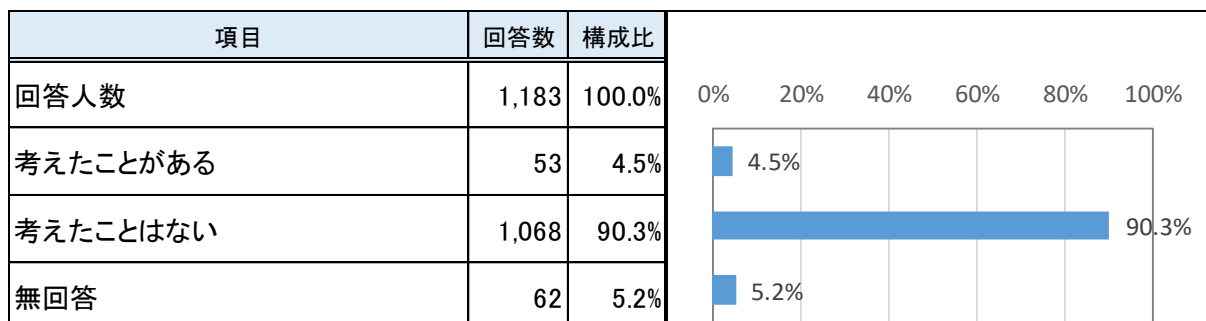 項目 回答数 構成比
回答人数 1,183 100.0%
考えたことがある 53 4.5%
考えたことはない 1,068 90.3%
無回答 62 5.2%
0% 20% 40% 60% 80% 100%
4.5%
90.3%
5.2%